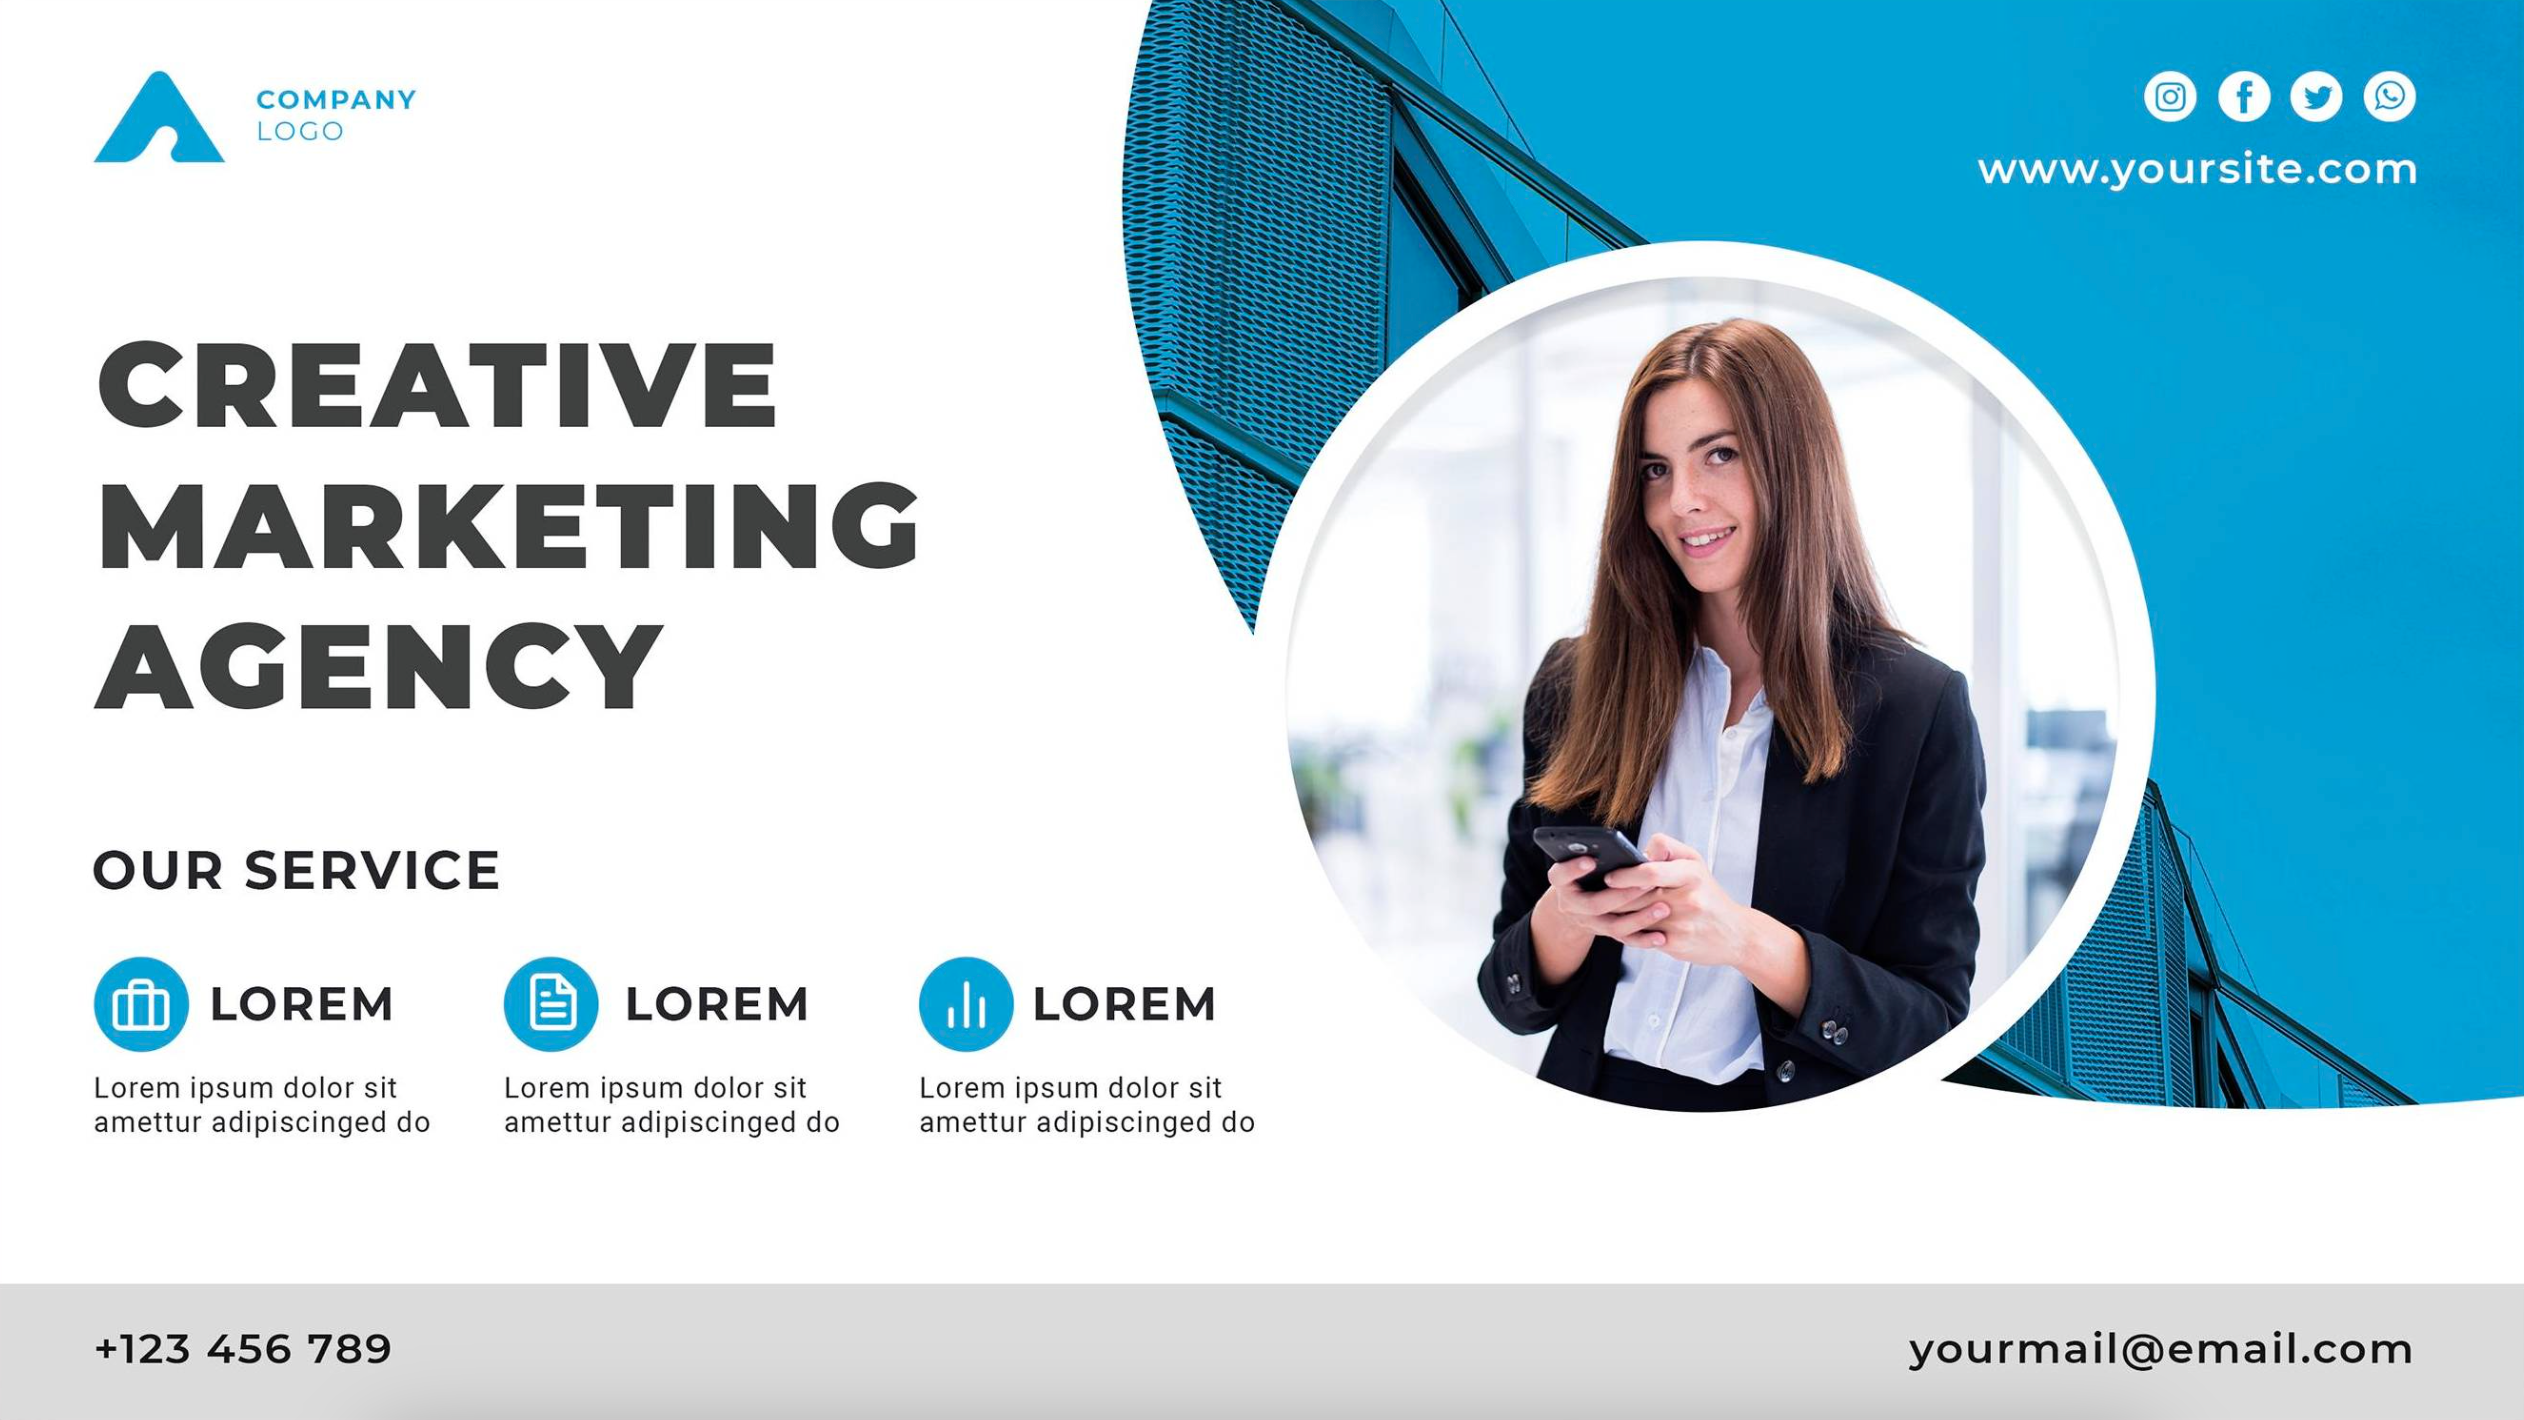 COMPANY
LOGO
www.yoursite.com
CREATIVE
MARKETING
AGENCY
OUR SERVICE
LOREM
Lorem ipsum dolor sit
amettur adipiscinged do
LOREM
Lorem ipsum dolor sit
amettur adipiscinged do
LOREM
Lorem ipsum dolor sit
amettur adipiscinged do
+123 456 789
yourmail@email.com